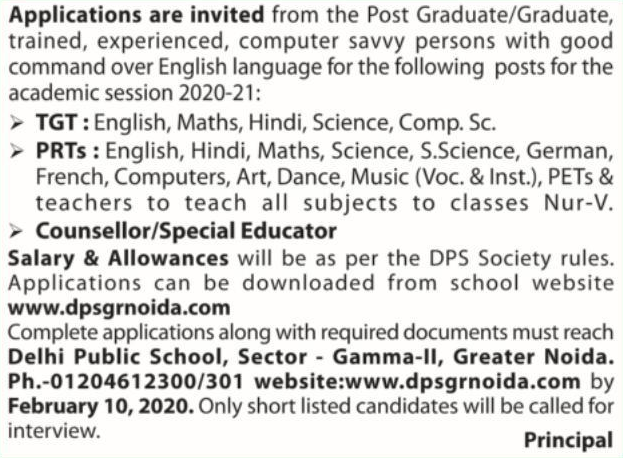 Applications are invited from the Post Graduate/Graduate,
trained, experienced, computer savvy persons with good
command over English language for the following posts for the
academic session 2020-21:
➢ TGT : English, Maths, Hindi, Science, Comp. Sc.
➢ PRTs : English, Hindi, Maths, Science, S.Science, German,
French, Computers, Art, Dance, Music (Voc. & Inst.), PETs &
teachers to teach all subjects to classes Nur-V.
➢ Counsellor/Special Educator
Salary & Allowances will be as per the DPS Society rules.
Applications can be downloaded from school website
www.dpsgrnoida.com
Complete applications along with required documents must reach
Delhi Public School, Sector - Gamma-II, Greater Noida.
Ph.-01204612300/301 website:www.dpsgrnoida.com by
February 10, 2020. Only short listed candidates will be called for
interview.
Principal